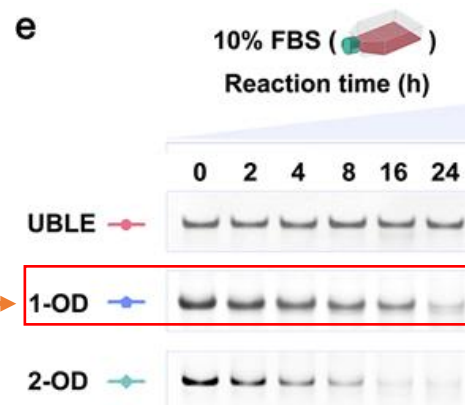 e
10% FBS ( )
Reaction time (h)
0 2 4 8 16 24
UBLE
1-OD
2-OD